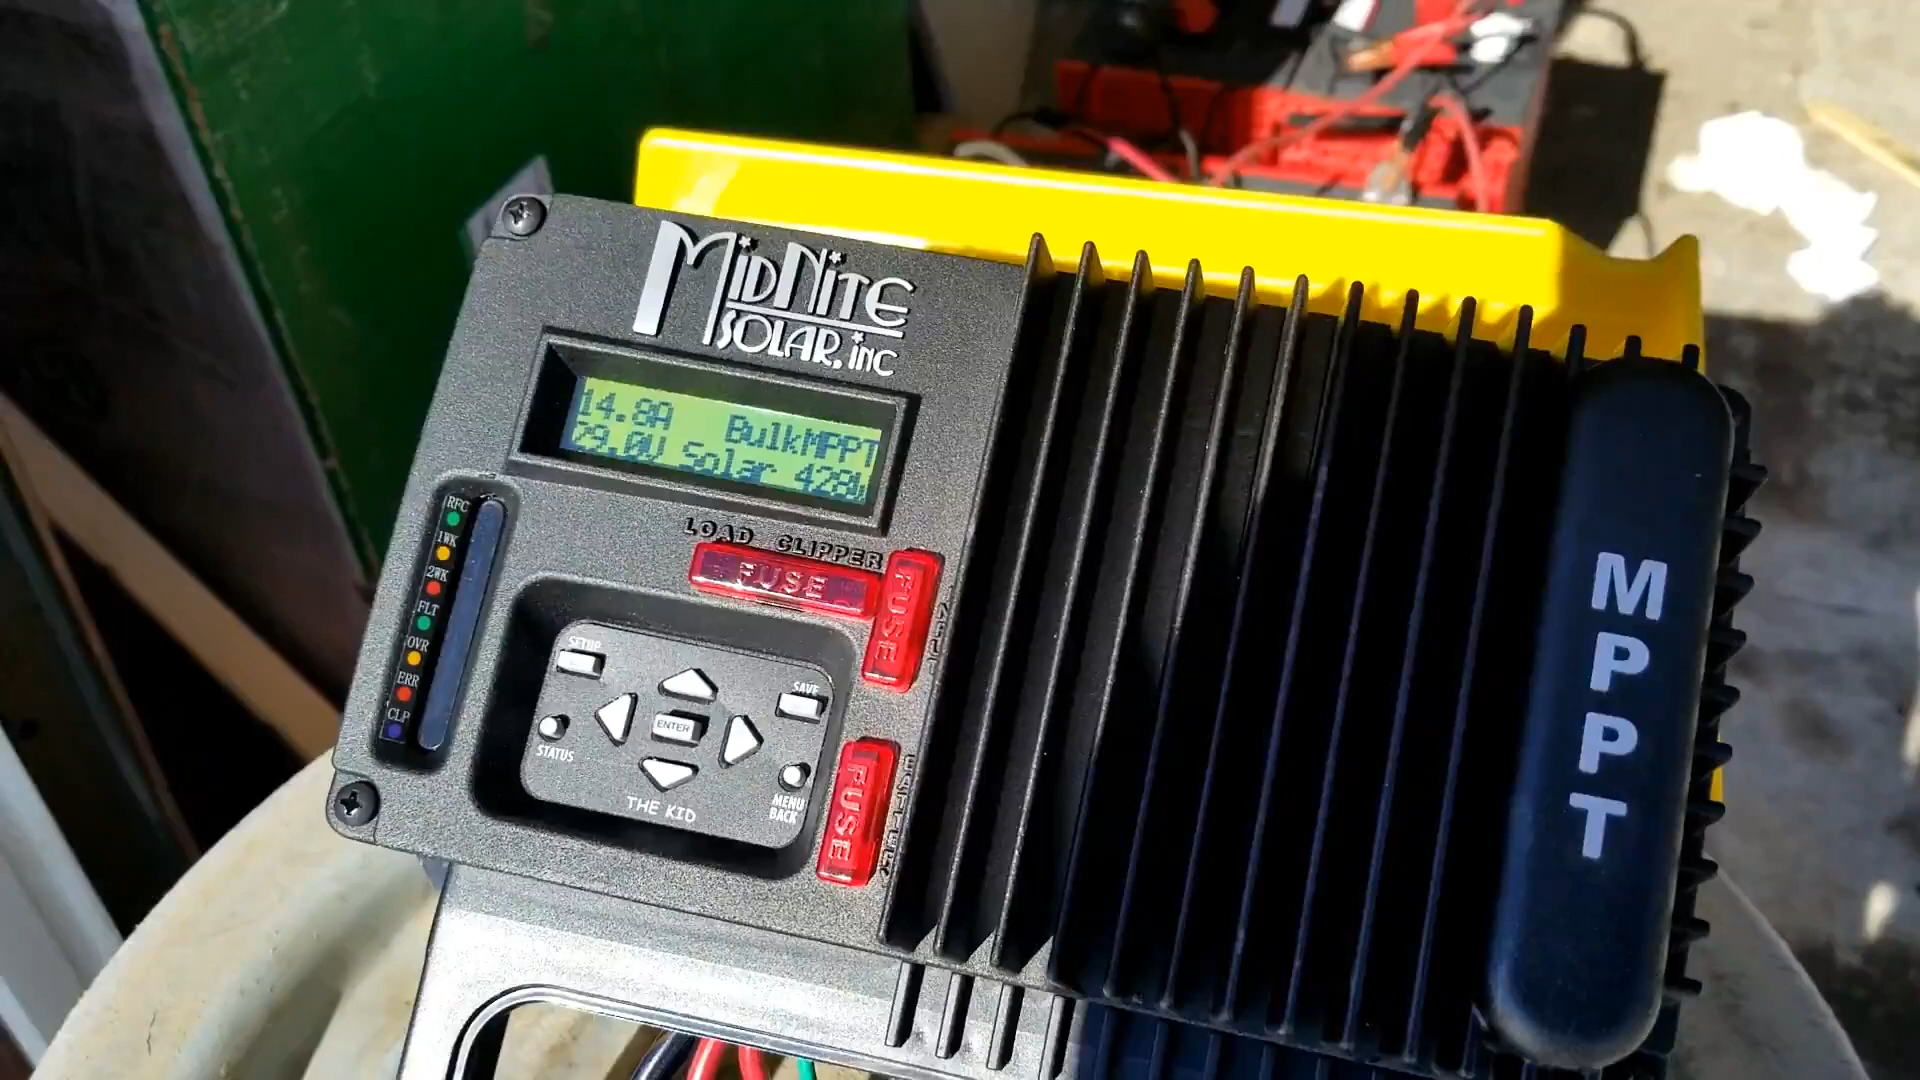 MidNite
Solar, inc
14.8A BulkMPPT
29.0V Solar 428w
LOAD CLIPPER
FUSE
FUSE
FUSE
RFC
1WK
2WK
FLT
OVR
ERR
CLP
SETUP
SAVE
ENTER
STATUS
MENU
BACK
THE KID
MPPT